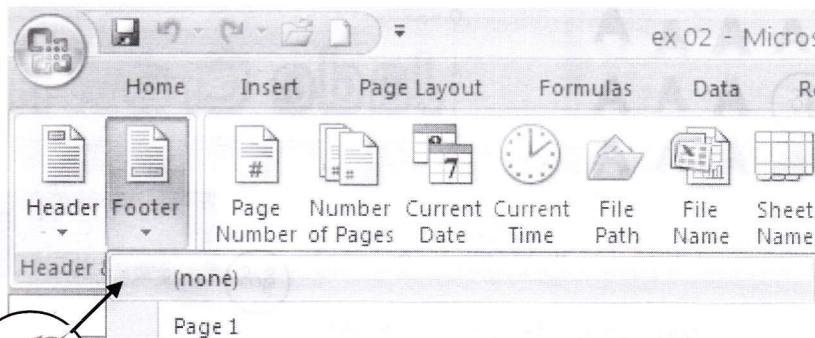 ex 02 - Micros
Home Insert Page Layout Formulas Data
Header Footer Page Number Number of Pages Current Date Current Time File Path File Name Sheet Name
Header &
(none)
Page 1